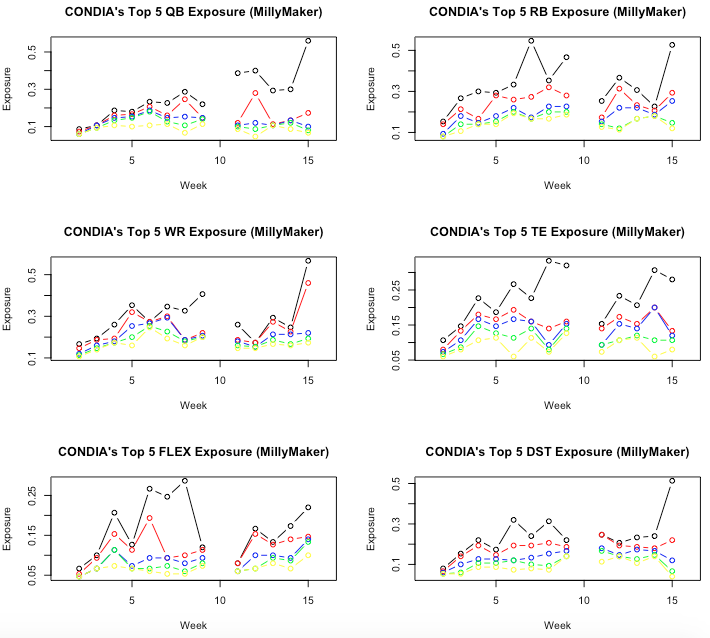 CONDIA's Top 5 QB Exposure (MillyMaker)
Exposure
0.1 0.3 0.5
5 10 15
Week
CONDIA's Top 5 RB Exposure (MillyMaker)
Exposure
0.1 0.3 0.5
5 10 15
Week
CONDIA's Top 5 WR Exposure (MillyMaker)
Exposure
0.1 0.3 0.5
5 10 15
Week
CONDIA's Top 5 TE Exposure (MillyMaker)
Exposure
0.05 0.15 0.25
5 10 15
Week
CONDIA's Top 5 FLEX Exposure (MillyMaker)
Exposure
0.05 0.15 0.25
5 10 15
Week
CONDIA's Top 5 DST Exposure (MillyMaker)
Exposure
0.1 0.3 0.5
5 10 15
Week